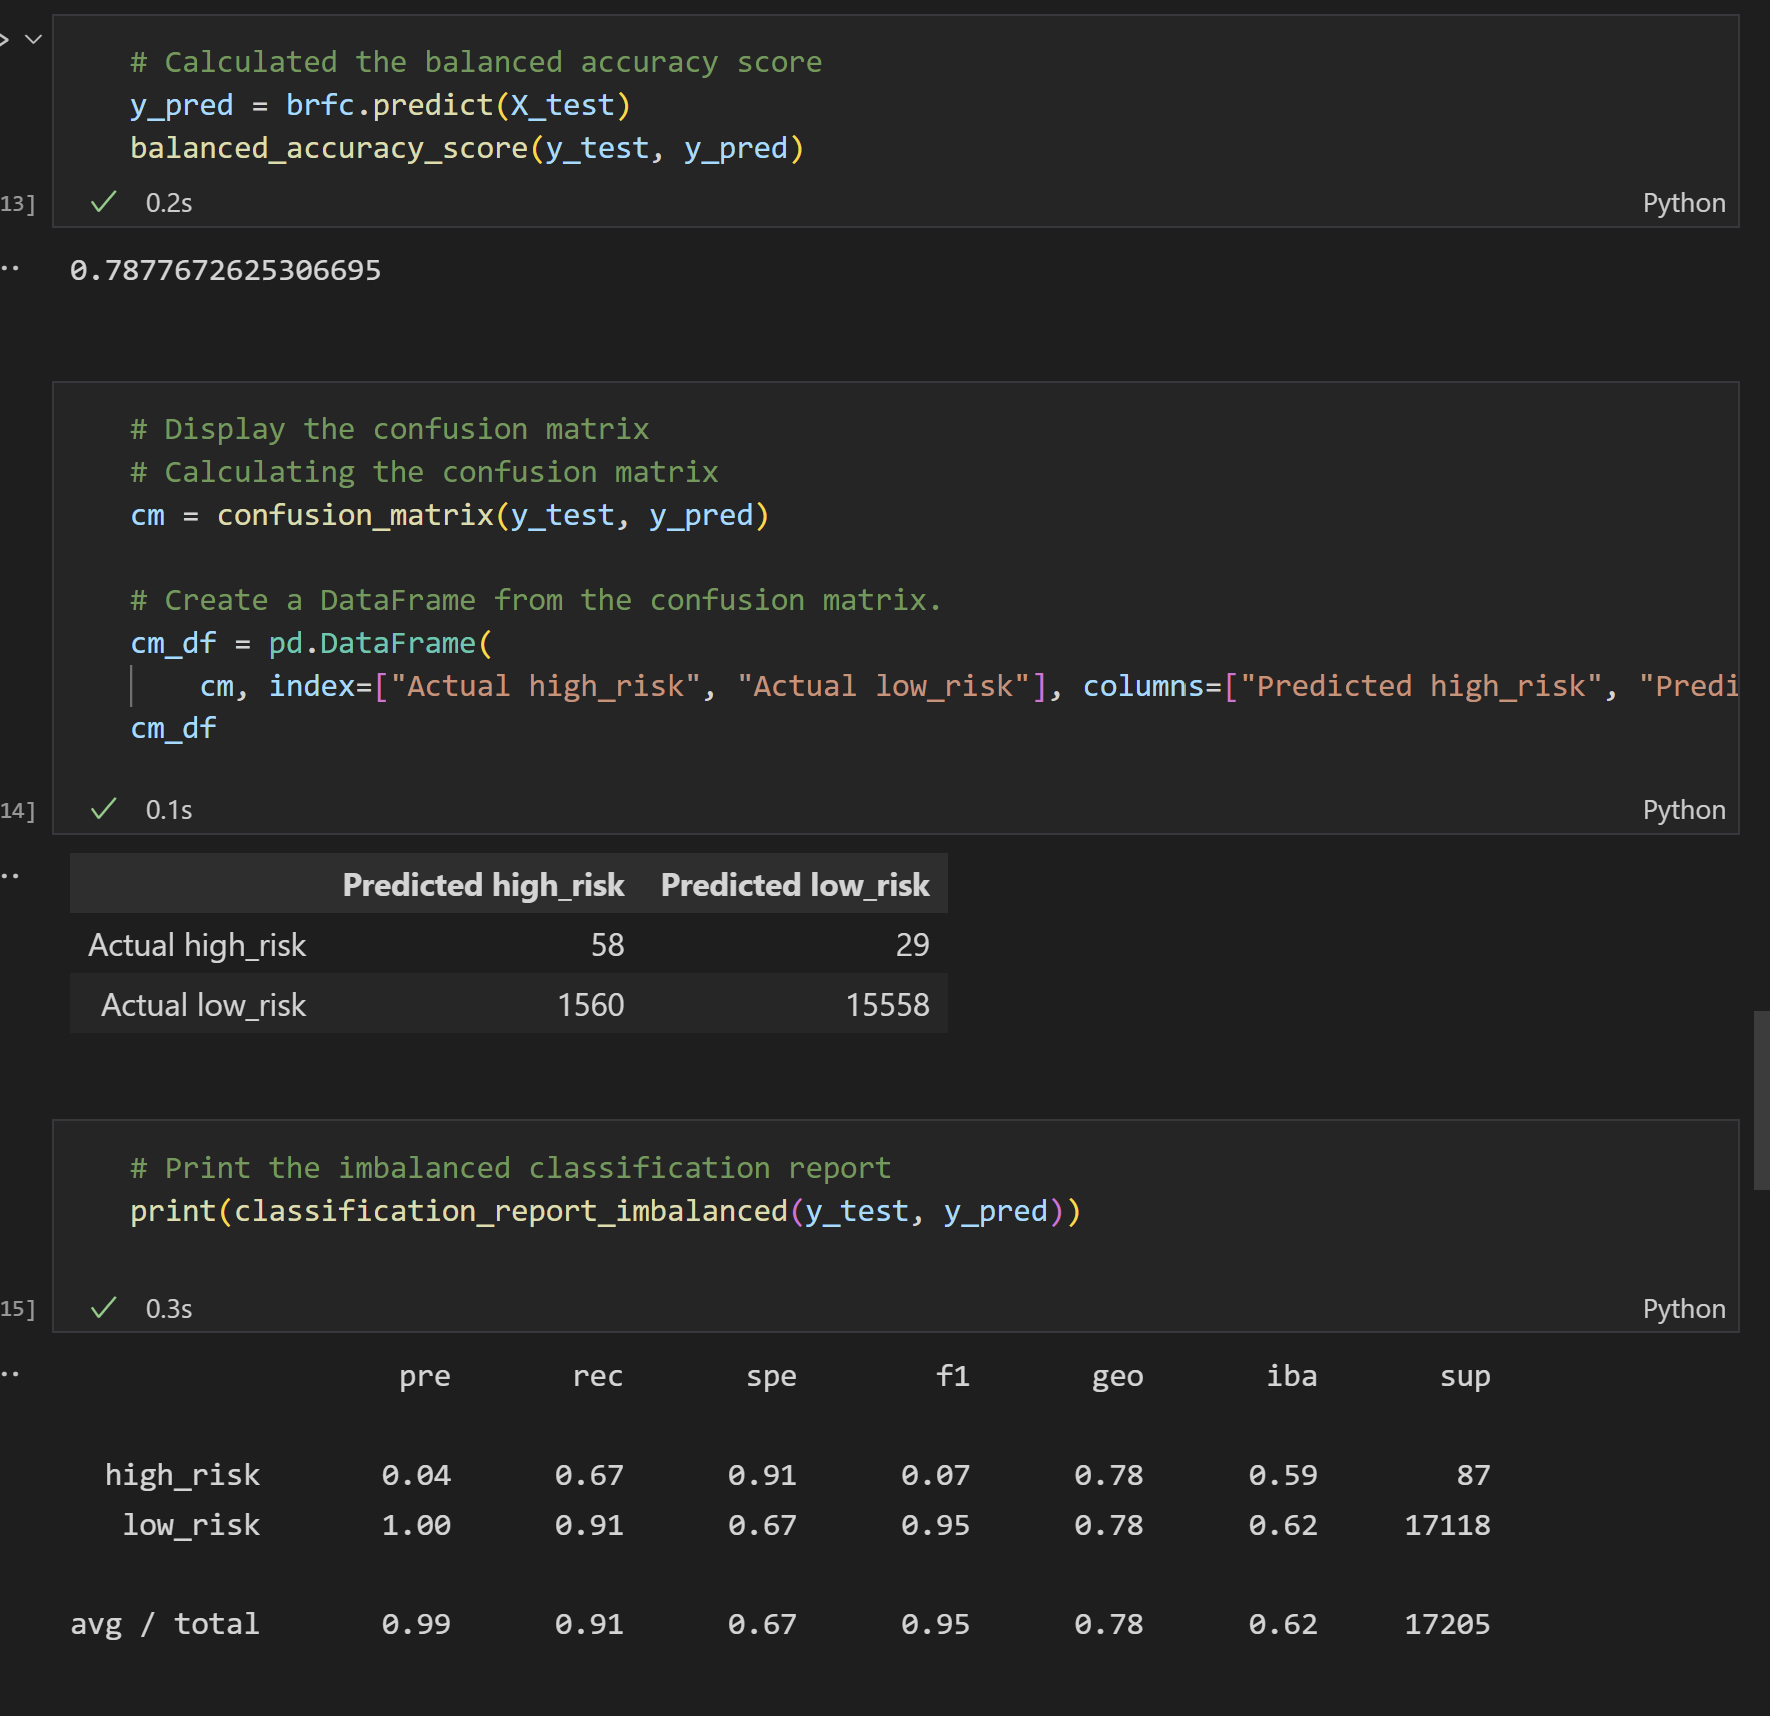 # Calculated the balanced accuracy score
y_pred = brfc.predict(X_test)
balanced_accuracy_score(y_test, y_pred)
13] 0.2s Python
0.7877672625306695
# Display the confusion matrix
# Calculating the confusion matrix
cm = confusion_matrix(y_test, y_pred)
# Create a DataFrame from the confusion matrix.
cm_df = pd.DataFrame(
cm, index=["Actual high_risk", "Actual low_risk"], columns=["Predicted high_risk", "Predi
cm_df
14] 0.1s Python
Predicted high_risk Predicted low_risk
Actual high_risk 58 29
Actual low_risk 1560 15558
# Print the imbalanced classification report
print(classification_report_imbalanced(y_test, y_pred))
15] 0.3s Python
pre rec spe f1 geo iba sup
high_risk 0.04 0.67 0.91 0.07 0.78 0.59 87
low_risk 1.00 0.91 0.67 0.95 0.78 0.62 17118
avg / total 0.99 0.91 0.67 0.95 0.78 0.62 17205